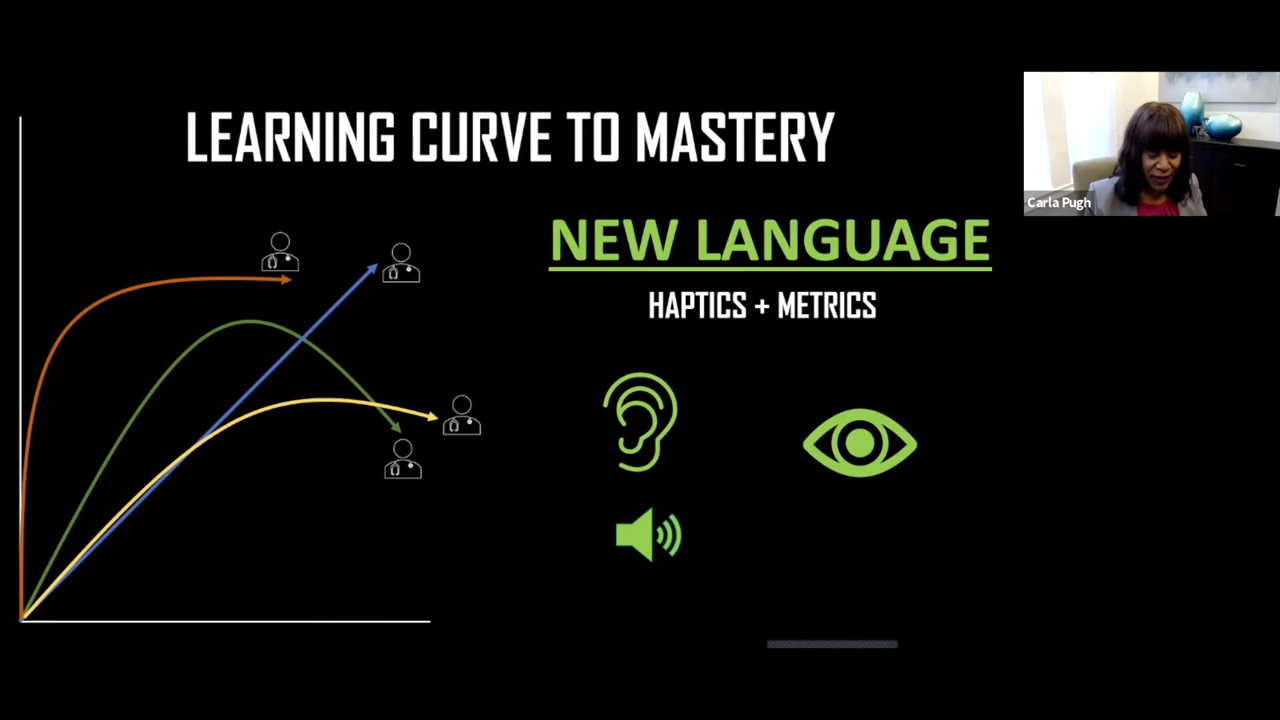 LEARNING CURVE TO MASTERY
Carla Pugh
NEW LANGUAGE
HAPTICS + METRICS